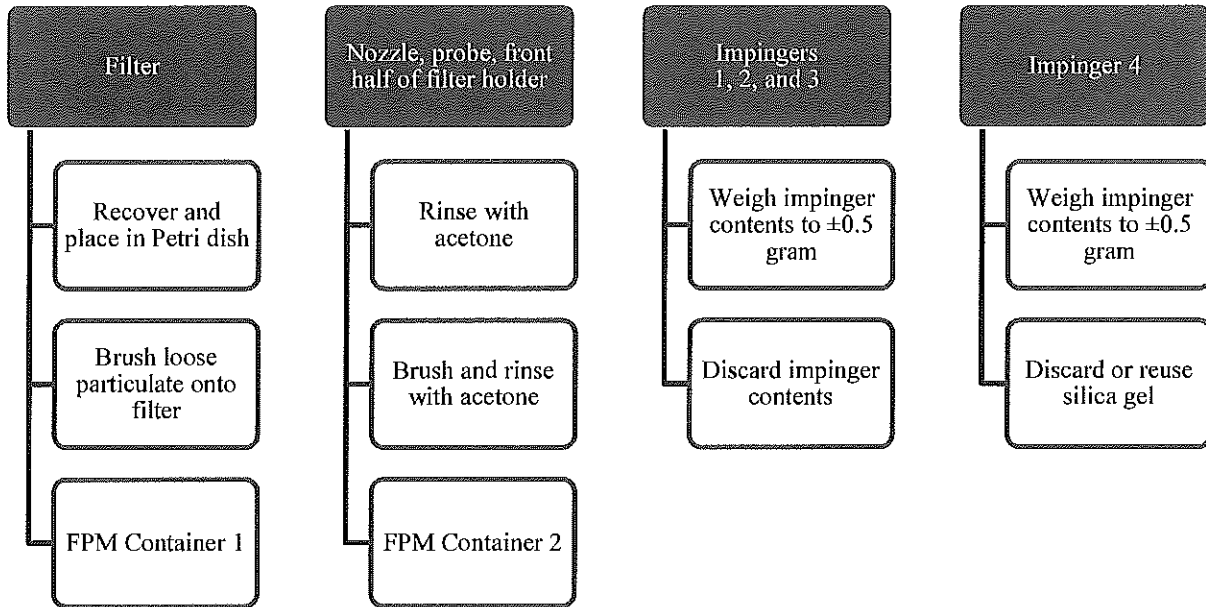 Filter
Recover and
place in Petri dish
Brush loose
particulate onto
filter
FPM Container 1
Nozzle, probe, front
half of filter holder
Rinse with
acetone
Brush and rinse
with acetone
FPM Container 2
Impingers
1, 2, and 3
Weigh impinger
contents to ±0.5
gram
Discard impinger
contents
Impinger 4
Weigh impinger
contents to ±0.5
gram
Discard or reuse
silica gel